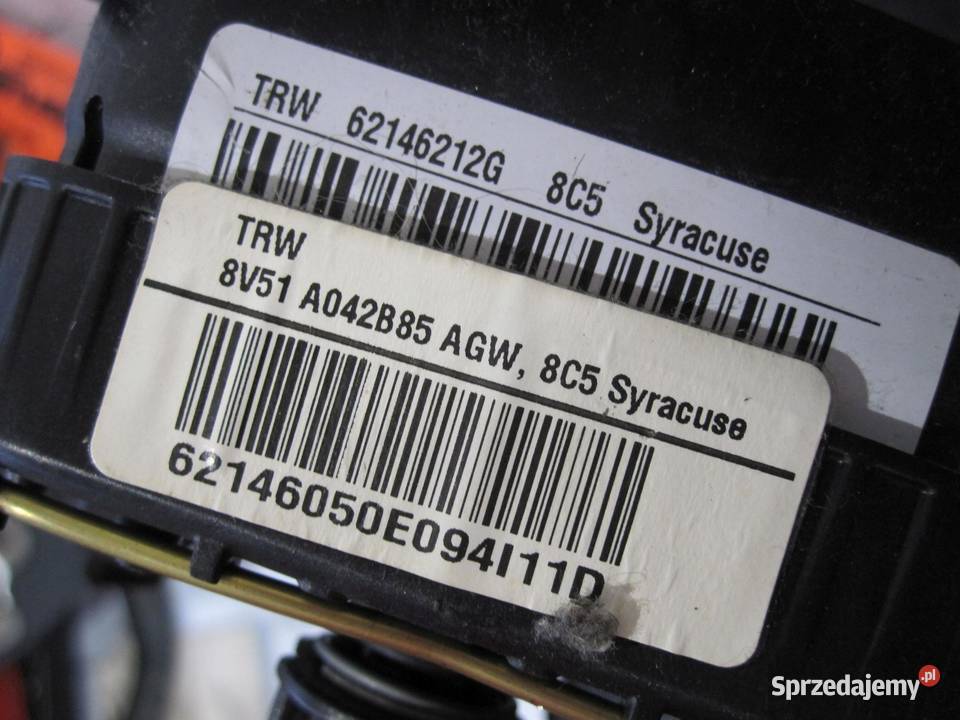 TRW 62146212G 8C5 Syracuse
TRW
8V51 A042B85 AGW, 8C5 Syracuse
62146050E094I11D
Sprzedajemy.pl